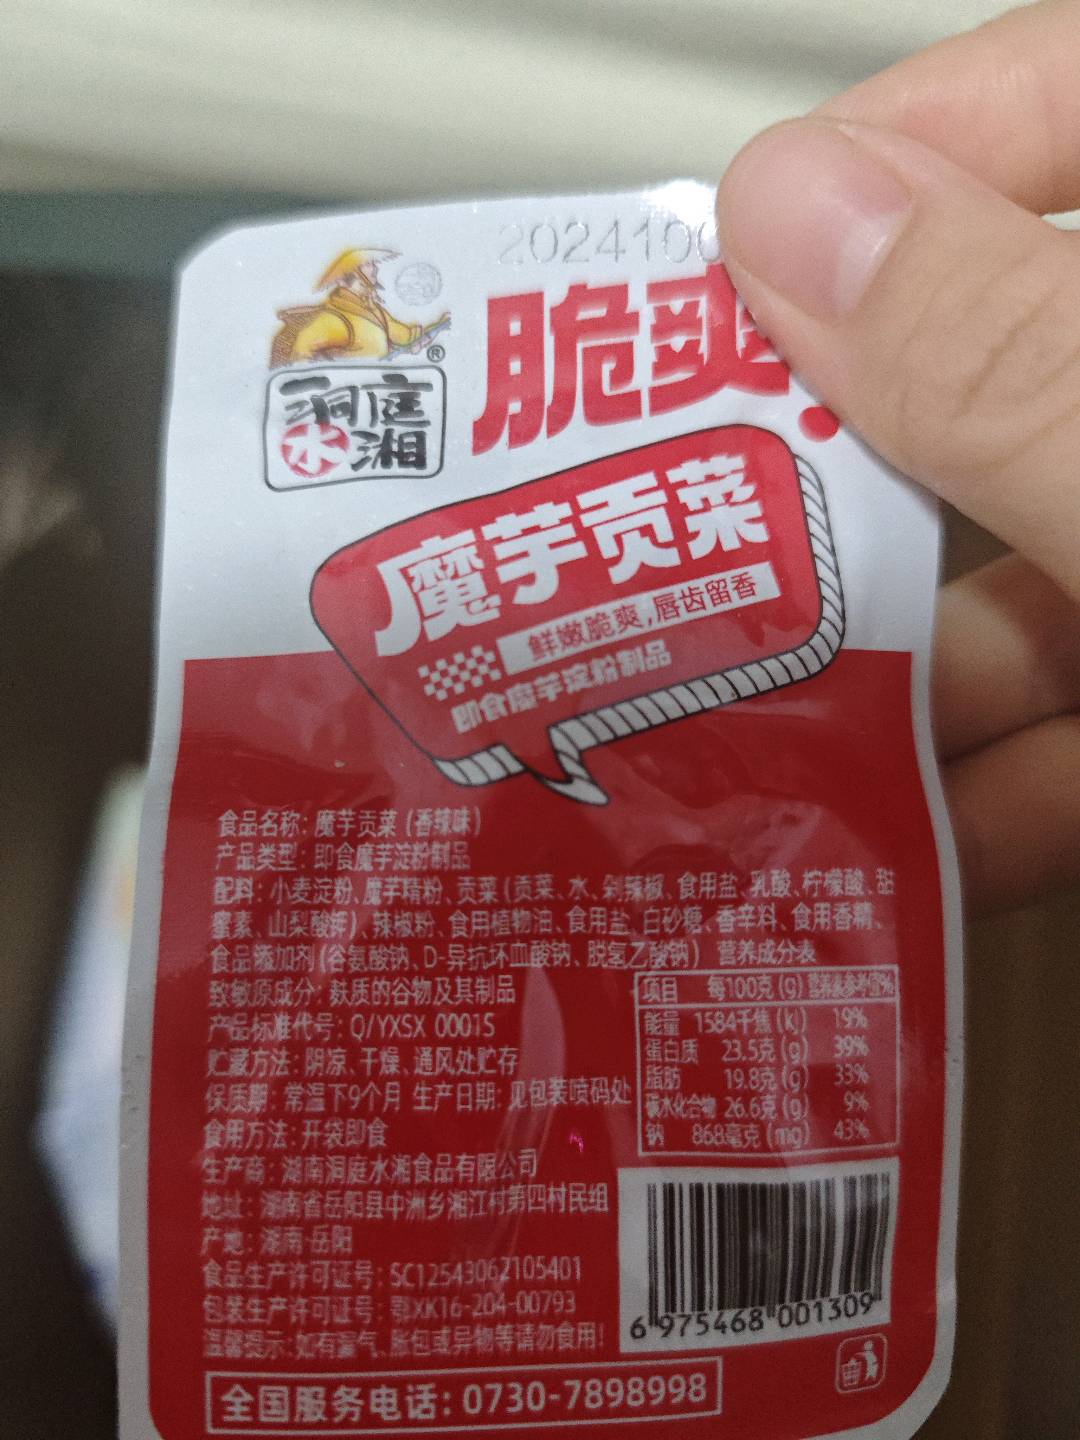 2024100
洞庭
水湘
®
脆爽
魔芋贡菜
鲜嫩脆爽,唇齿留香
即食魔芋淀粉制品
食品名称: 魔芋贡菜 (香辣味)
产品类型: 即食魔芋淀粉制品
配料: 小麦淀粉、魔芋精粉、贡菜 (贡菜、水、剁辣椒、食用盐、乳酸、柠檬酸、甜
蜜素、山梨酸钾)、辣椒粉、食用植物油、食用盐、白砂糖、香辛料、食用香精、
食品添加剂 (谷氨酸钠、D-异抗坏血酸钠、脱氢乙酸钠)
致敏原成分: 麸质的谷物及其制品
产品标准代号: Q/YXSX 0001S
贮藏方法: 阴凉、干燥、通风处贮存
保质期: 常温下9个月 生产日期: 见包装喷码处
食用方法: 开袋即食
生产商: 湖南洞庭水湘食品有限公司
地址: 湖南省岳阳县中洲乡湘江村第四村民组
产地: 湖南·岳阳
食品生产许可证号: SC12543062105401
包装生产许可证号: 鄂XK16-204-00793
温馨提示: 如有漏气、胀包或异物等请勿食用!
营养成分表
项目 每100克 (g) 营养素参考值%
能量 1584千焦 (kJ) 19%
蛋白质 23.5克 (g) 39%
脂肪 19.8克 (g) 33%
碳水化合物 26.6克 (g) 9%
钠 868毫克 (mg) 43%
6 975468 001309
全国服务电话: 0730-7898998